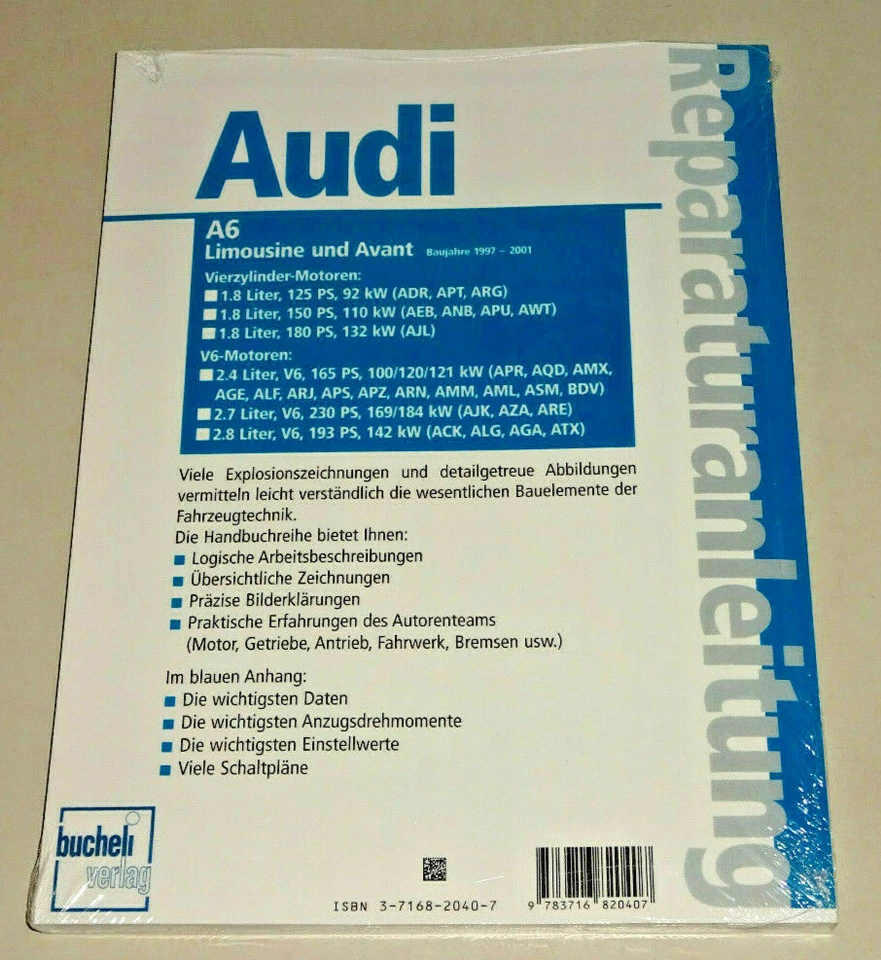 Audi
A6
Limousine und Avant Baujahre 1997 – 2001
Vierzylinder-Motoren:
1.8 Liter, 125 PS, 92 kW (ADR, APT, ARG)
1.8 Liter, 150 PS, 110 kW (AEB, ANB, APU, AWT)
1.8 Liter, 180 PS, 132 kW (AJL)
V6-Motoren:
2.4 Liter, V6, 165 PS, 100/120/121 kW (APR, AQD, AMX,
AGE, ALF, ARJ, APS, APZ, ARN, AMM, AML, ASM, BDV)
2.7 Liter, V6, 230 PS, 169/184 kW (AJK, AZA, ARE)
2.8 Liter, V6, 193 PS, 142 kW (ACK, ALG, AGA, ATX)
Viele Explosionszeichnungen und detailgetreue Abbildungen
vermitteln leicht verständlich die wesentlichen Bauelemente der
Fahrzeugtechnik.
Die Handbuchreihe bietet Ihnen:
Logische Arbeitsbeschreibungen
Übersichtliche Zeichnungen
Präzise Bilderklärungen
Praktische Erfahrungen des Autorenteams
(Motor, Getriebe, Antrieb, Fahrwerk, Bremsen usw.)
Im blauen Anhang:
Die wichtigsten Daten
Die wichtigsten Anzugsdrehmomente
Die wichtigsten Einstellwerte
Viele Schaltpläne
bucheli
verlag
ISBN 3-7168-2040-7
9 783716 820407
Reparaturanleitung